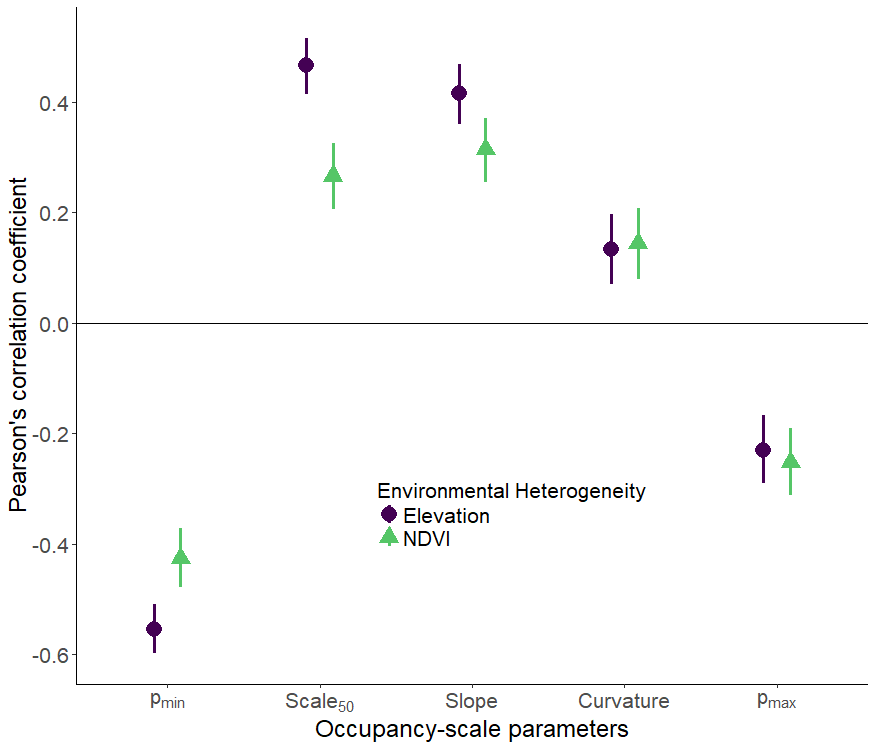 Pearson's correlation coefficient
0.4
0.2
0.0
-0.2
-0.4
-0.6
Environmental Heterogeneity
Elevation
NDVI
pmin Scale50 Slope Curvature pmax
Occupancy-scale parameters